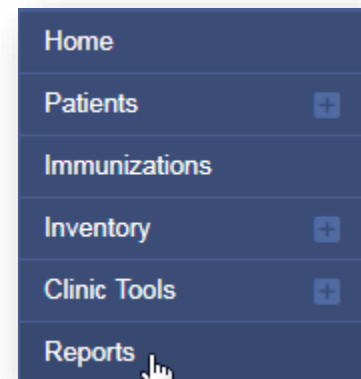 Home
Patients
Immunizations
Inventory
Clinic Tools
Reports